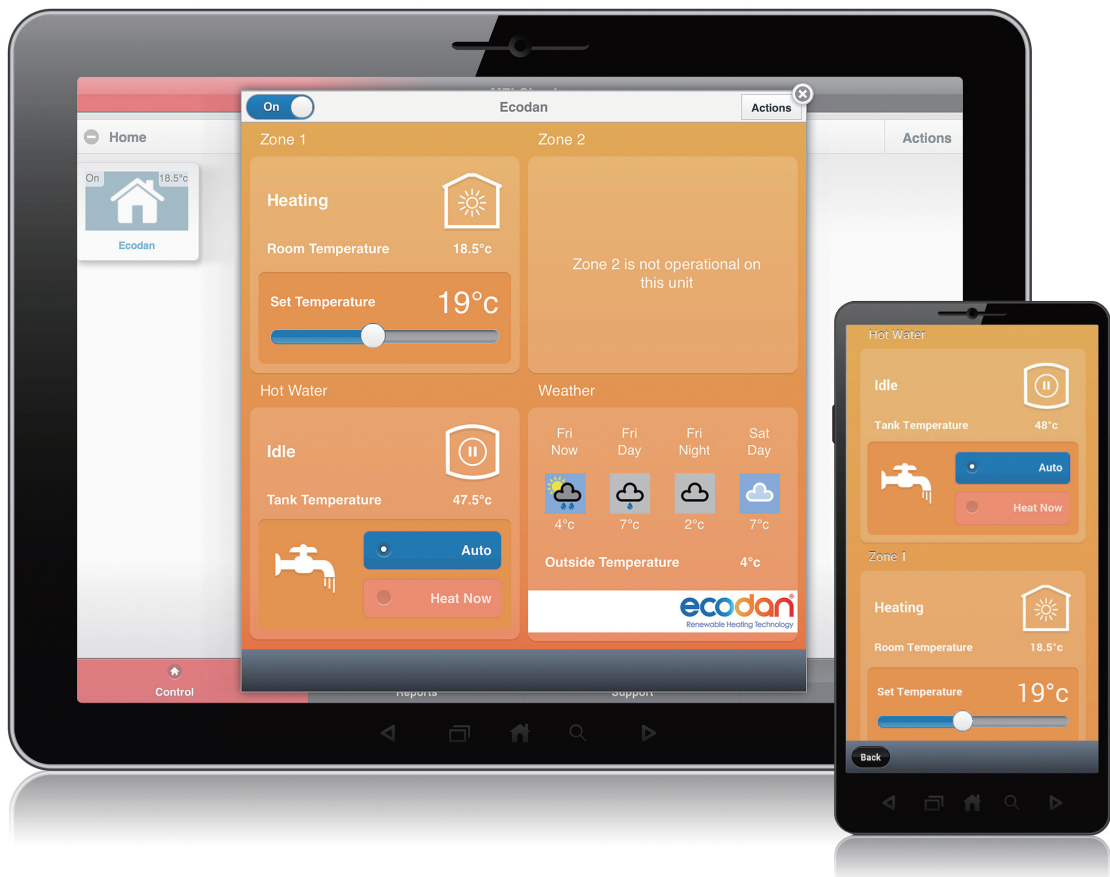 Home
Actions
On
18.5°c
Ecodan
On
Ecodan
Actions
Zone 1
Heating
Room Temperature
18.5°c
Set Temperature
19°c
Zone 2
Zone 2 is not operational on
this unit
Hot Water
Idle
Tank Temperature
47.5°c
Auto
Heat Now
Weather
Fri
Now
Fri
Day
Fri
Night
Sat
Day
4°c
7°c
2°c
7°c
Outside Temperature
4°c
ecodan®
Renewable Heating Technology
Control
Reports
Support
Hot Water
Idle
Tank Temperature
48°c
Auto
Heat Now
Zone 1
Heating
Room Temperature
18.5°c
Set Temperature
19°c
Back